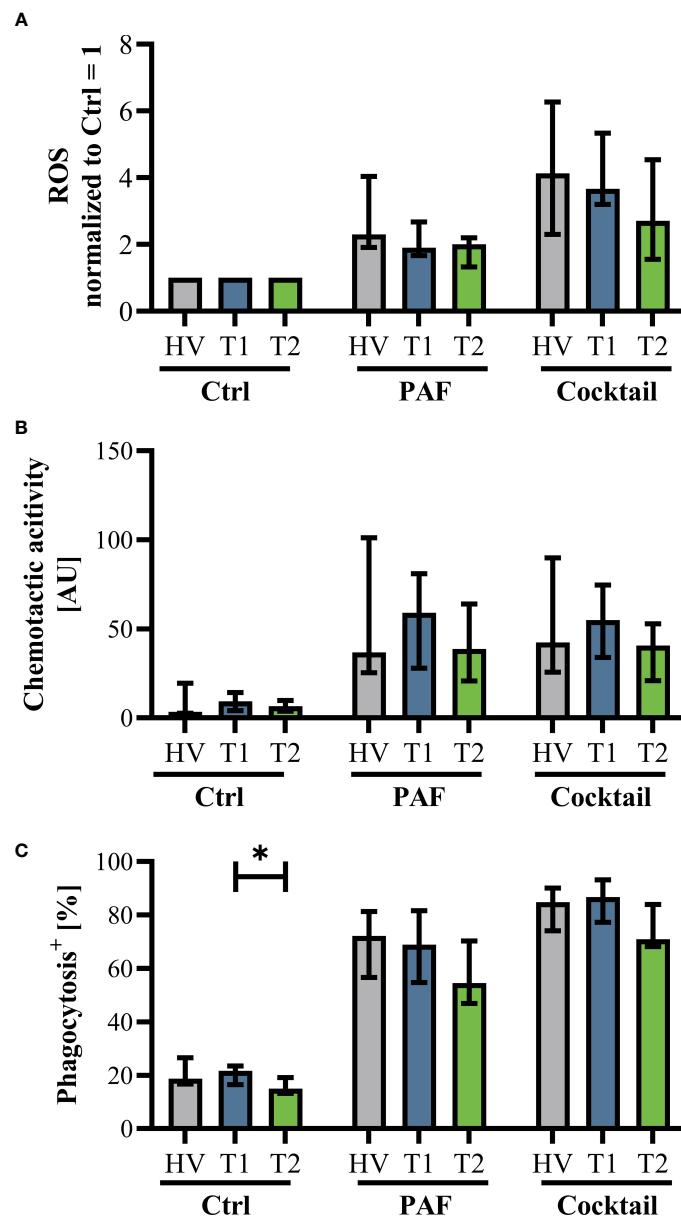 A
ROS
normalized to Ctrl = 1
8
6
4
2
0
HV T1 T2 HV T1 T2 HV T1 T2
Ctrl PAF Cocktail
B
Chemotactic acitivity
[AU]
150
100
50
0
HV T1 T2 HV T1 T2 HV T1 T2
Ctrl PAF Cocktail
C
Phagocytosis⁺ [%]
100
80
60
40
20
0
*
HV T1 T2 HV T1 T2 HV T1 T2
Ctrl PAF Cocktail